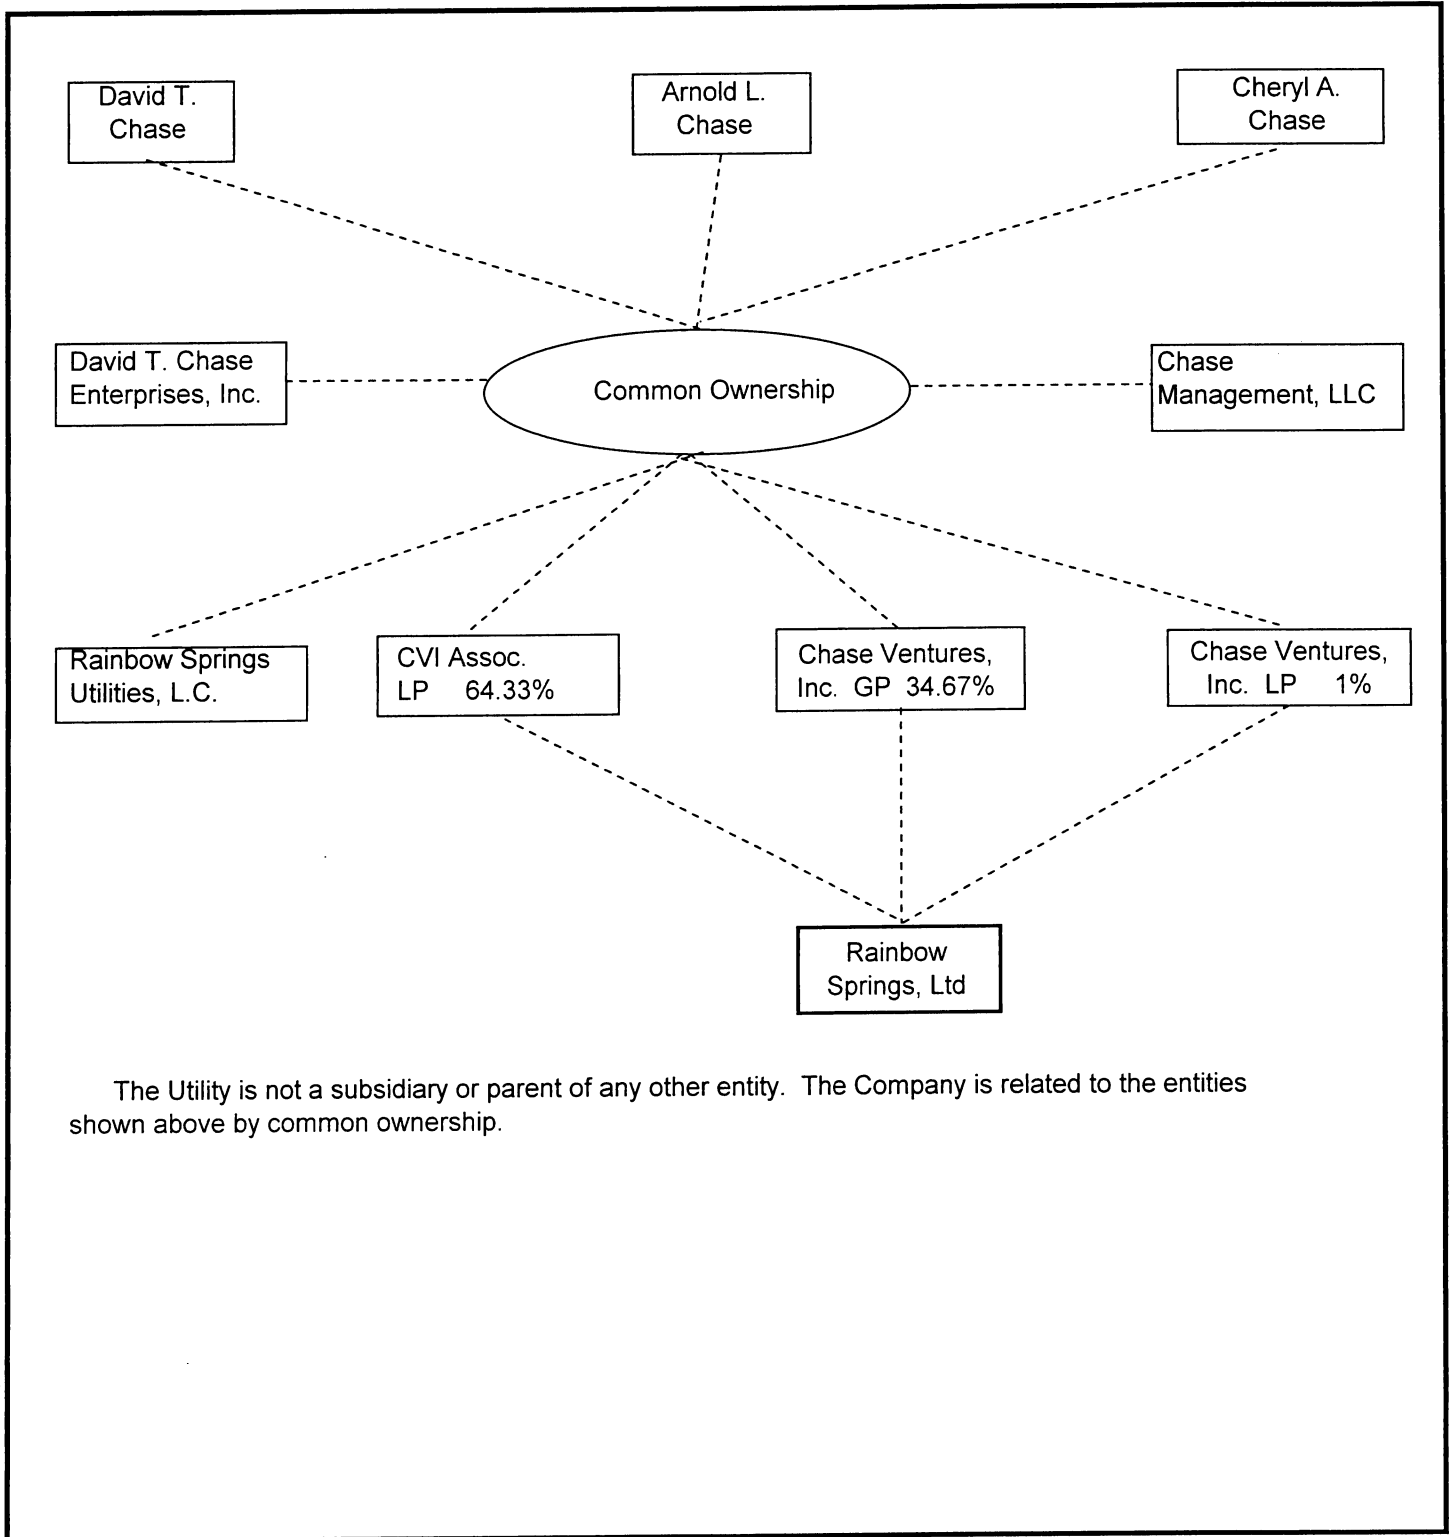 David T.
Chase
Arnold L.
Chase
Cheryl A.
Chase
David T. Chase
Enterprises, Inc.
Common Ownership
Chase
Management, LLC
Rainbow Springs
Utilities, L.C.
CVI Assoc.
LP 64.33%
Chase Ventures,
Inc. GP 34.67%
Chase Ventures,
Inc. LP 1%
Rainbow
Springs, Ltd
The Utility is not a subsidiary or parent of any other entity. The Company is related to the entities
shown above by common ownership.